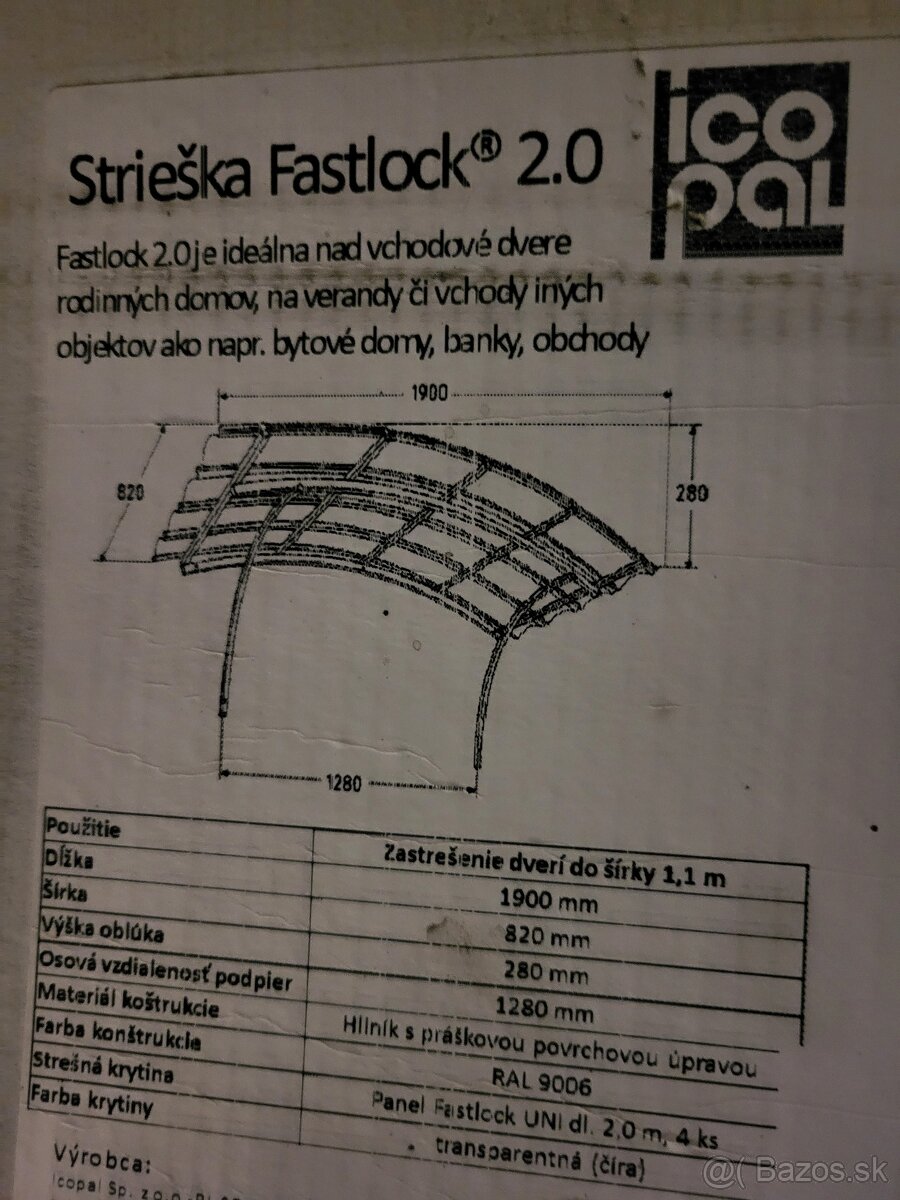 ico
pal
Strieška Fastlock® 2.0
Fastlock 2.0 je ideálna nad vchodové dvere
rodinných domov, na verandy či vchody iných
objektov ako napr. bytové domy, banky, obchody
1900
820
280
1280
Použitie Zastrešenie dverí do šírky 1,1 m
Dĺžka 1900 mm
Šírka 820 mm
Výška oblúka 280 mm
Osová vzdialenosť podpier 1280 mm
Materiál koštrukcie Hliník s práškovou povrchovou úpravou
Farba konštrukcie RAL 9006
Strešná krytina Panel Fastlock UNI dl. 2,0 m, 4 ks
Farba krytiny transparentná (číra)
Výrobca:
Icopal Sp. z o.o.
@( Bazos.sk